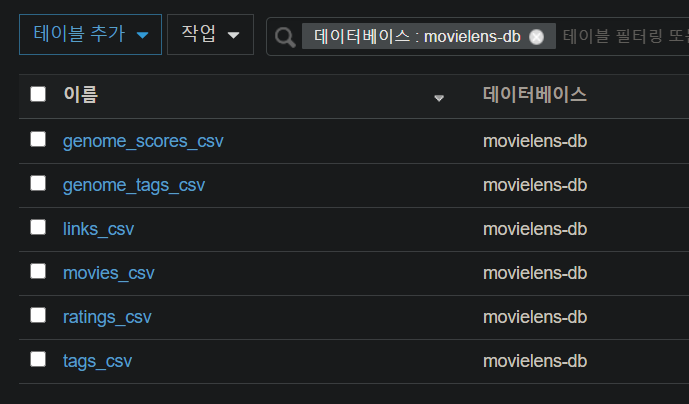 테이블 추가 작업 데이터베이스 : movielens-db 테이블 필터링 또는
이름 데이터베이스
genome_scores_csv movielens-db
genome_tags_csv movielens-db
links_csv movielens-db
movies_csv movielens-db
ratings_csv movielens-db
tags_csv movielens-db